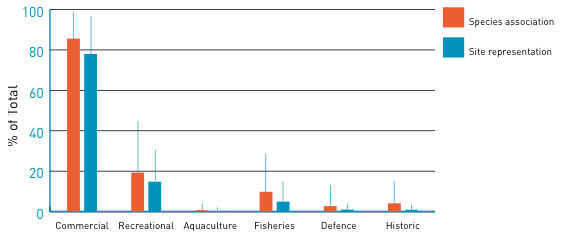 100
80
60
40
20
0
% of Total
Commercial Recreational Aquaculture Fisheries Defence Historic
Species association
Site representation